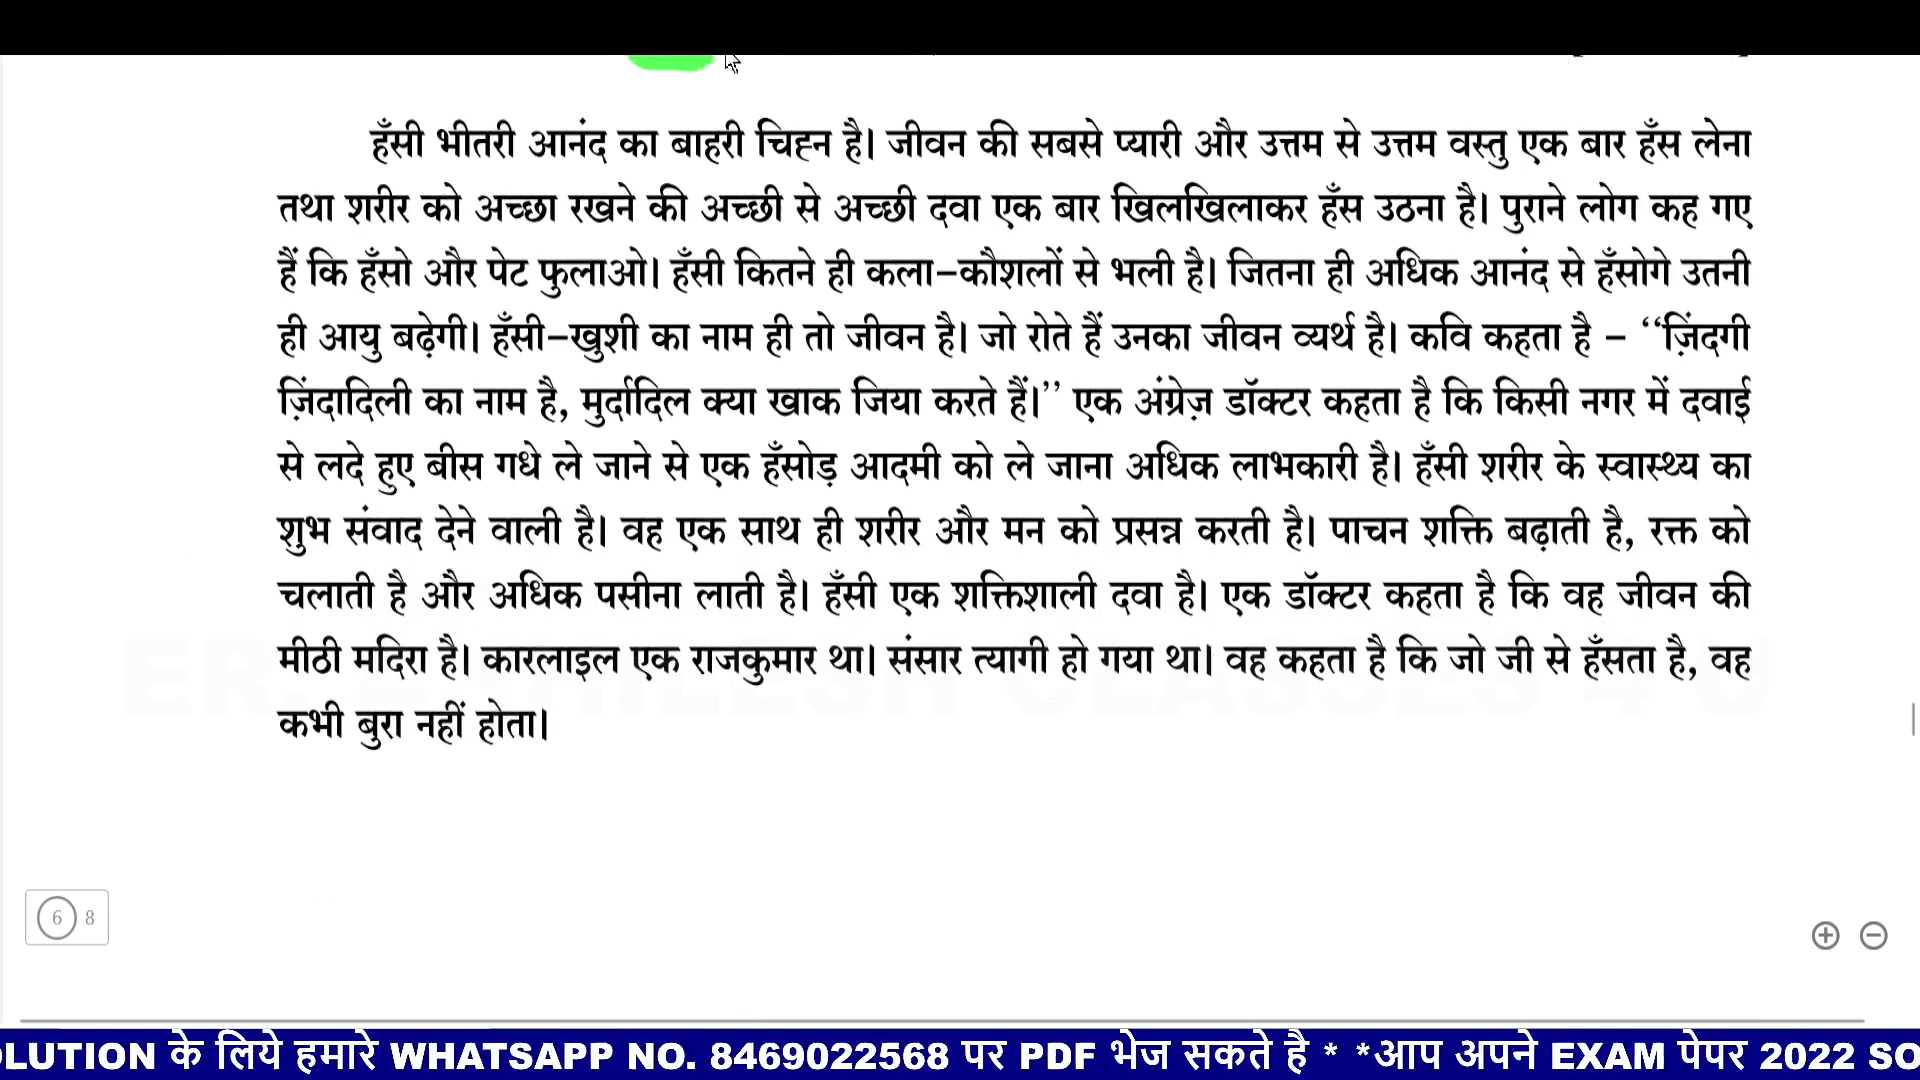 हँसी भीतरी आनंद का बाहरी चिह्न है। जीवन की सबसे प्यारी और उत्तम से उत्तम वस्तु एक बार हँस लेना
तथा शरीर को अच्छा रखने की अच्छी से अच्छी दवा एक बार खिलखिलाकर हँस उठना है। पुराने लोग कह गए
हैं कि हँसो और पेट फुलाओ। हँसी कितने ही कला–कौशलों से भली है। जितना ही अधिक आनंद से हँसोगे उतनी
ही आयु बढ़ेगी। हँसी–खुशी का नाम ही तो जीवन है। जो रोते हैं उनका जीवन व्यर्थ है। कवि कहता है – ‘‘ज़िंदगी
ज़िंदादिली का नाम है, मुर्दादिल क्या खाक जिया करते हैं।’’ एक अंग्रेज़ डॉक्टर कहता है कि किसी नगर में दवाई
से लदे हुए बीस गधे ले जाने से एक हँसोड़ आदमी को ले जाना अधिक लाभकारी है। हँसी शरीर के स्वास्थ्य का
शुभ संवाद देने वाली है। वह एक साथ ही शरीर और मन को प्रसन्न करती है। पाचन शक्ति बढ़ाती है, रक्त को
चलाती है और अधिक पसीना लाती है। हँसी एक शक्तिशाली दवा है। एक डॉक्टर कहता है कि वह जीवन की
मीठी मदिरा है। कारलाइल एक राजकुमार था। संसार त्यागी हो गया था। वह कहता है कि जो जी से हँसता है, वह
कभी बुरा नहीं होता।
ER. AKHILESH CLASSES 4 U
6 8
OLUTION के लिये हमारे WHATSAPP NO. 8469022568 पर PDF भेज सकते है * *आप अपने EXAM पेपर 2022 SO